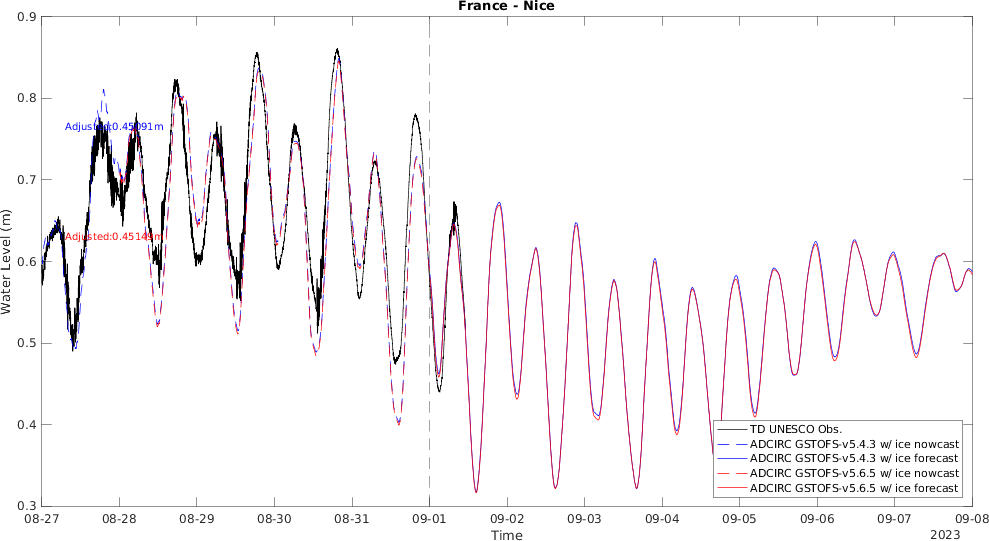 France - Nice
Water Level (m)
0.9
0.8
0.7
0.6
0.5
0.4
0.3
Adjusted:0.45091m
Adjusted:0.45149m
TD UNESCO Obs.
ADCIRC GSTOFS-v5.4.3 w/ ice nowcast
ADCIRC GSTOFS-v5.4.3 w/ ice forecast
ADCIRC GSTOFS-v5.6.5 w/ ice nowcast
ADCIRC GSTOFS-v5.6.5 w/ ice forecast
08-27 08-28 08-29 08-30 08-31 09-01 09-02 09-03 09-04 09-05 09-06 09-07 09-08
Time
2023